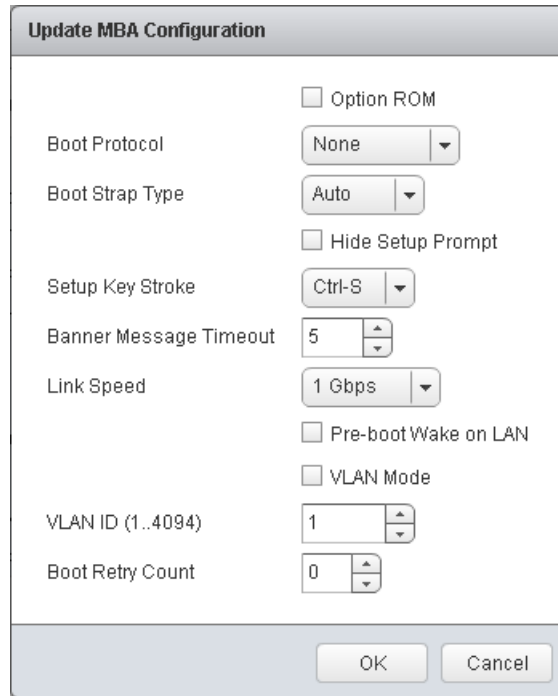 Update MBA Configuration
Option ROM
Boot Protocol None
Boot Strap Type Auto
Hide Setup Prompt
Setup Key Stroke Ctrl-S
Banner Message Timeout 5
Link Speed 1 Gbps
Pre-boot Wake on LAN
VLAN Mode
VLAN ID (1..4094) 1
Boot Retry Count 0
OK Cancel